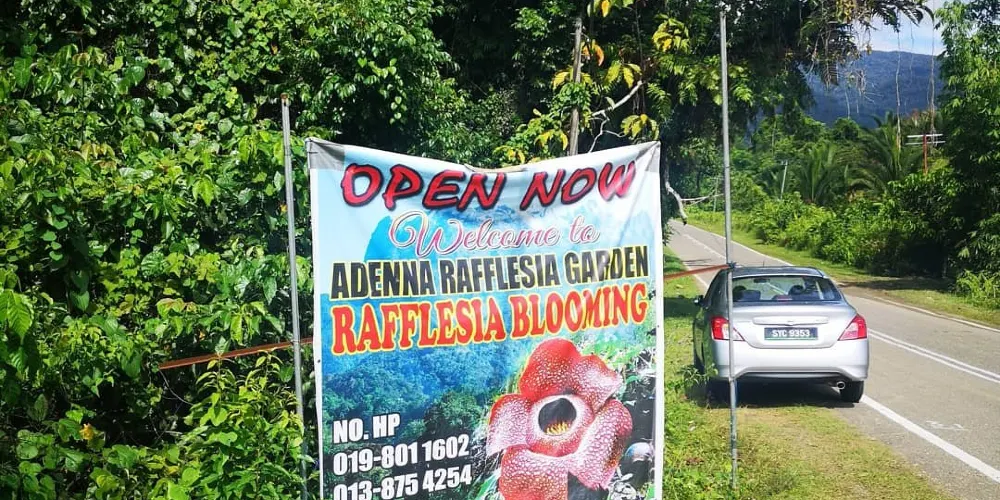 OPEN NOW
Welcome to
ADENNA RAFFLESIA GARDEN
RAFFLESIA BLOOMING
NO. HP
019-801 1602
013-875 4254
SYC 9353